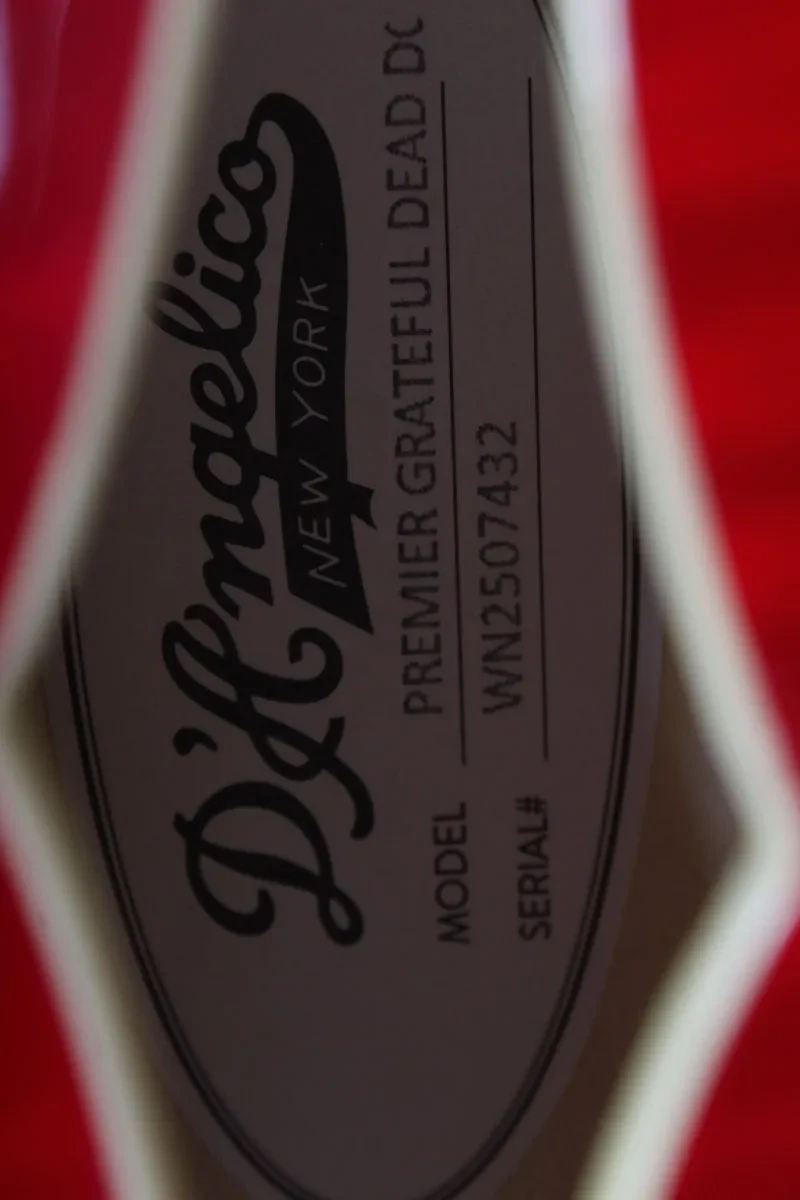 D'Angelico
NEW YORK
MODEL PREMIER GRATEFUL DEAD DC
SERIAL# WN2507432